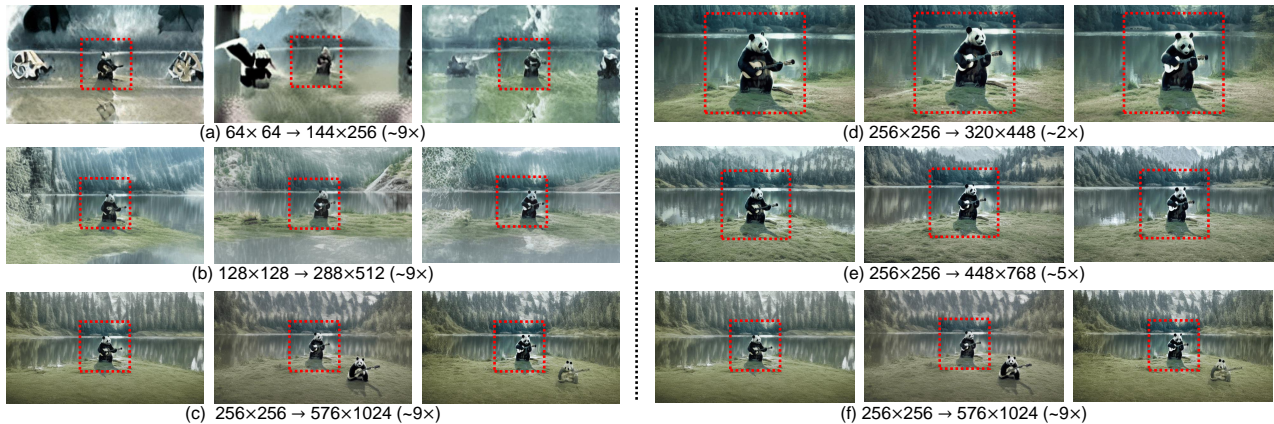 (a) 64× 64 → 144×256 (~9×)
(b) 128×128 → 288×512 (~9×)
(c) 256×256 → 576×1024 (~9×)
(d) 256×256 → 320×448 (~2×)
(e) 256×256 → 448×768 (~5×)
(f) 256×256 → 576×1024 (~9×)